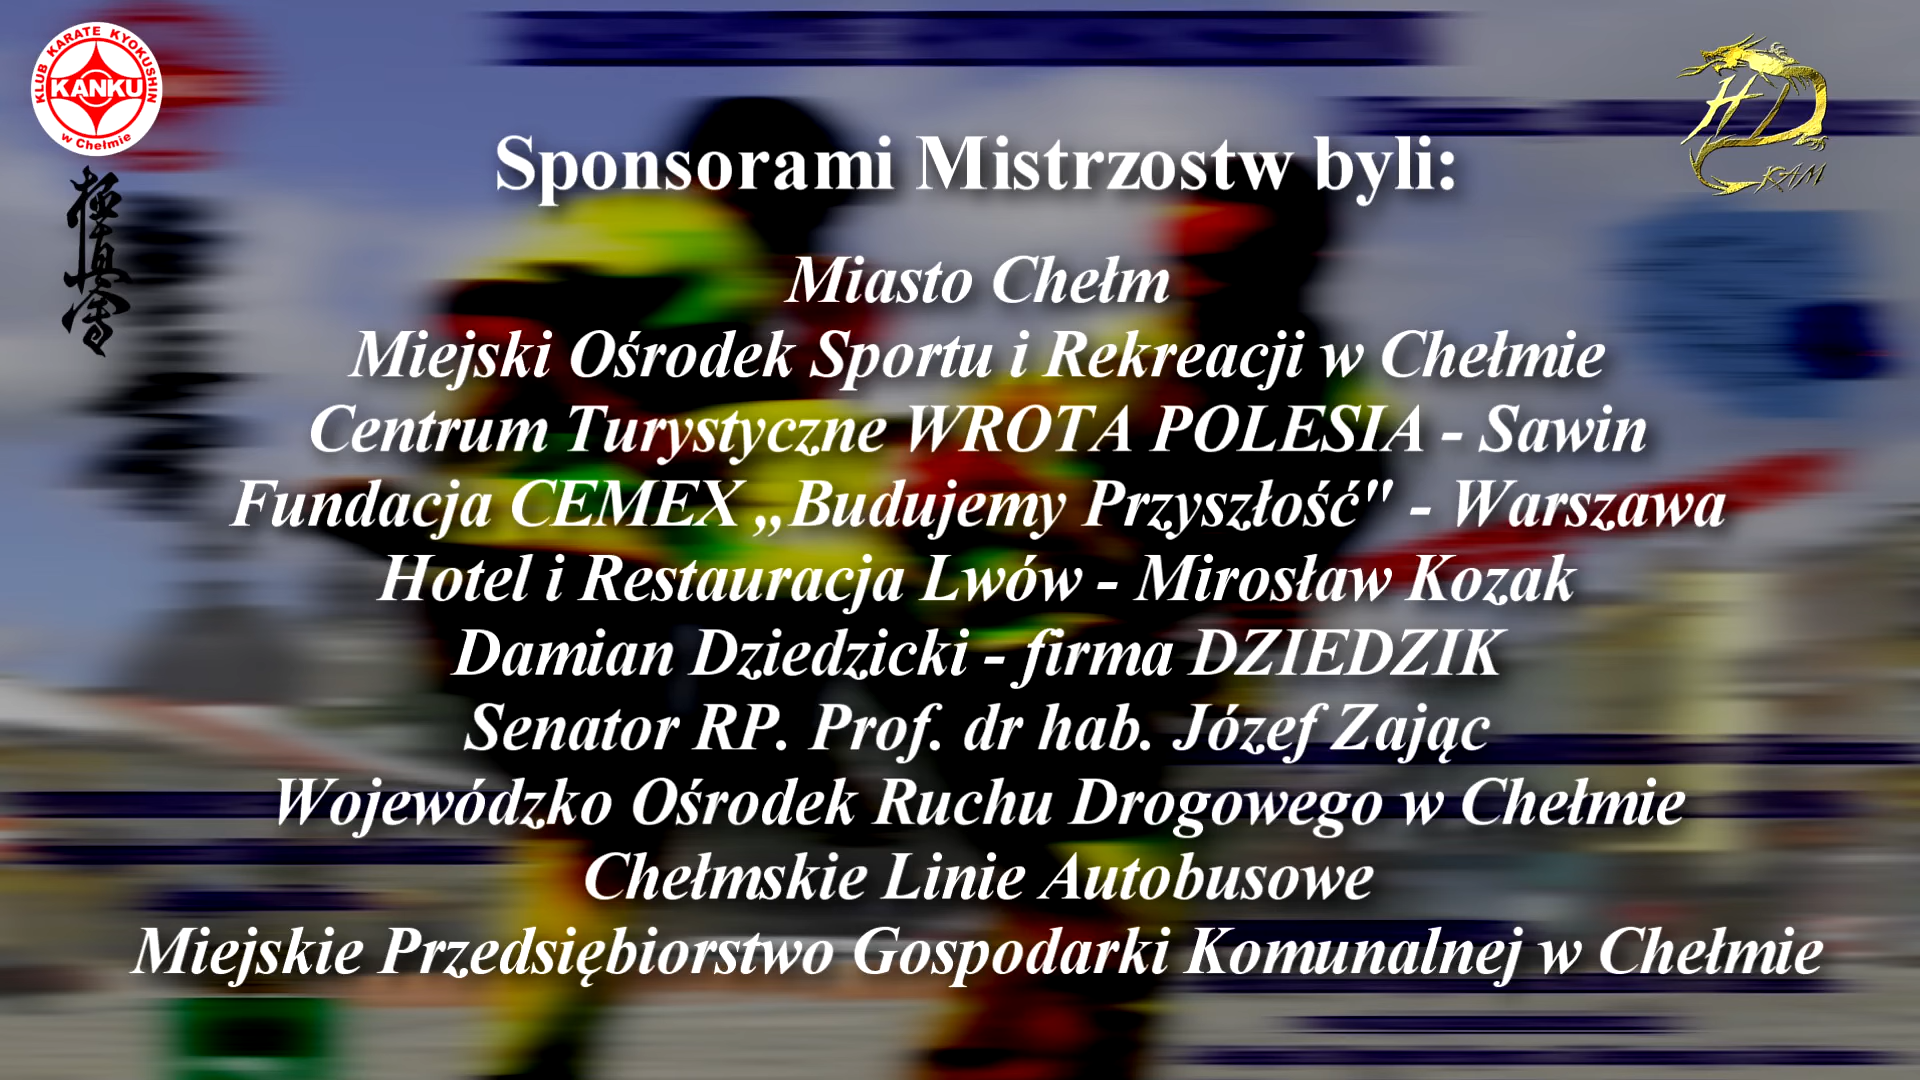 KLUB KARATE KYOKUSHIN
KANKU
w Chełmie
極真會
HD
KAM
Sponsorami Mistrzostw byli:
Miasto Chełm
Miejski Ośrodek Sportu i Rekreacji w Chełmie
Centrum Turystyczne WROTA POLESIA - Sawin
Fundacja CEMEX „Budujemy Przyszłość" - Warszawa
Hotel i Restauracja Lwów - Mirosław Kozak
Damian Dziedzicki - firma DZIEDZIK
Senator RP. Prof. dr hab. Józef Zając
Wojewódzko Ośrodek Ruchu Drogowego w Chełmie
Chełmskie Linie Autobusowe
Miejskie Przedsiębiorstwo Gospodarki Komunalnej w Chełmie